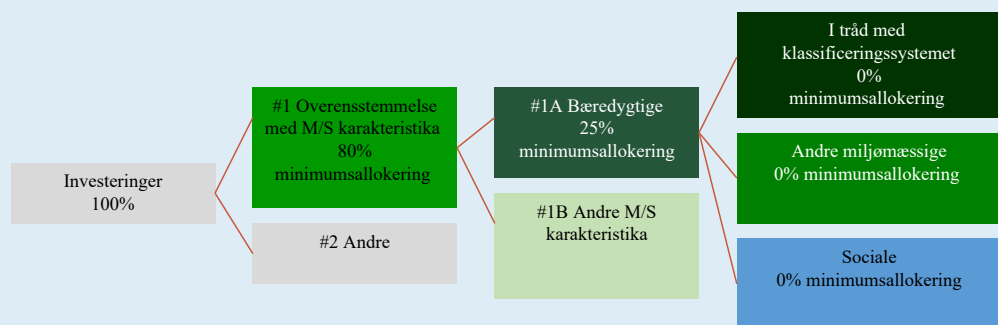 Investeringer
100%
#1 Overensstemmelse
med M/S karakteristika
80%
minimumsallokering
#2 Andre
#1A Bæredygtige
25%
minimumsallokering
#1B Andre M/S
karakteristika
I tråd med
klassificeringssystemet
0%
minimumsallokering
Andre miljømæssige
0% minimumsallokering
Sociale
0% minimumsallokering